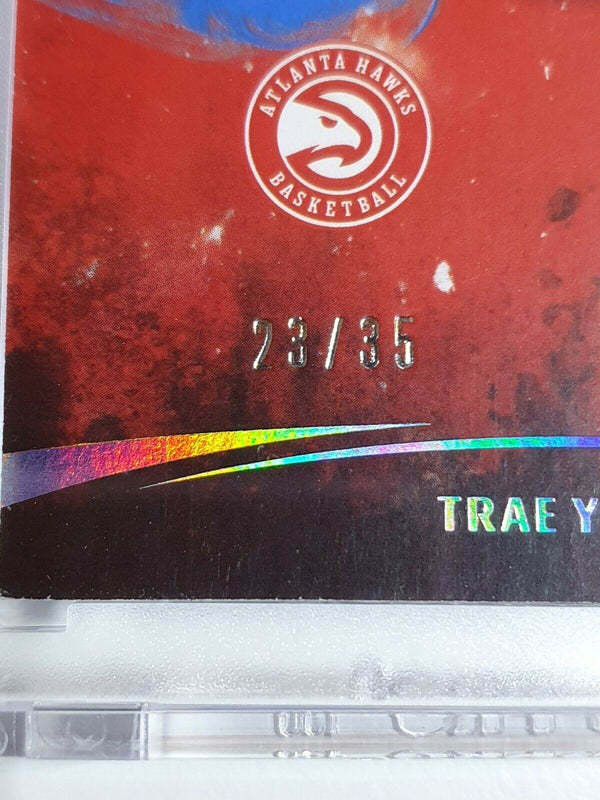 ATLANTA HAWKS
BASKETBALL
23/35
TRAE Y